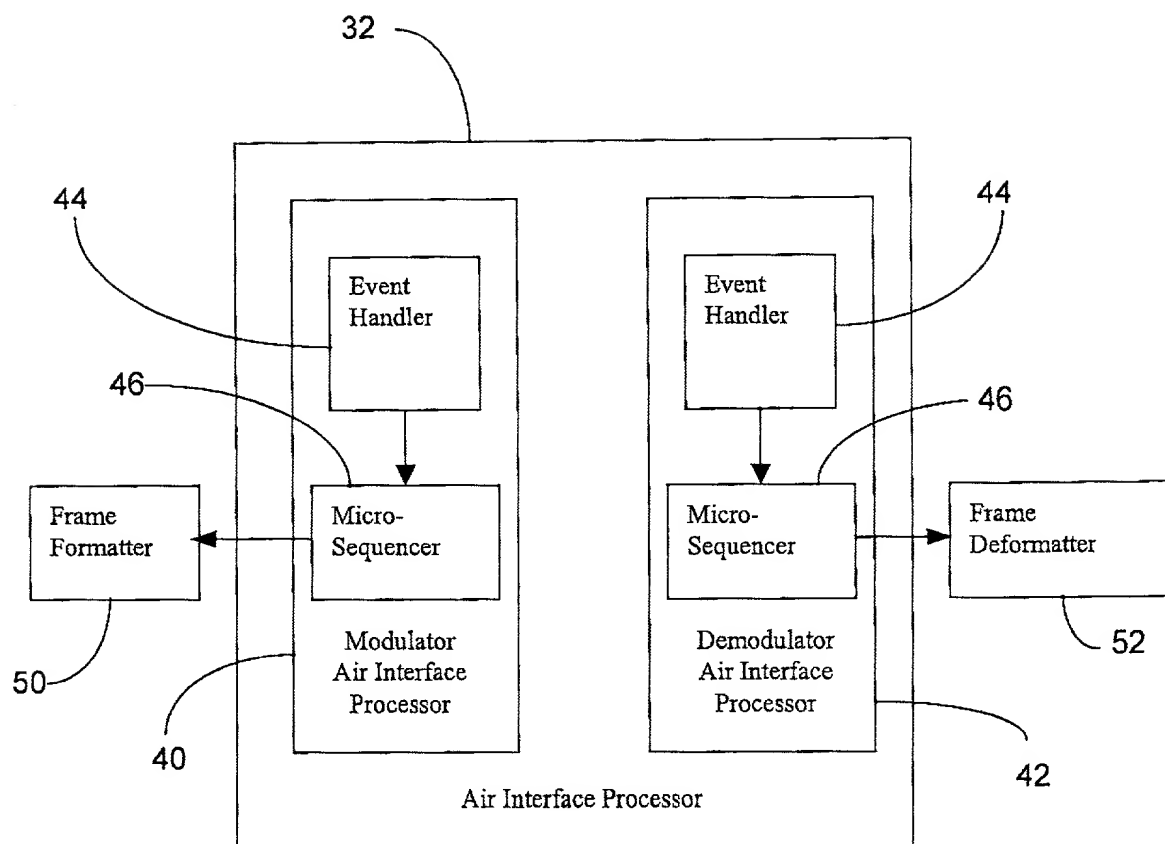 32
44
44
Event
Handler
Event
Handler
46
46
Frame
Formatter
Micro-
Sequencer
Micro-
Sequencer
Frame
Deformatter
50
Modulator
Air Interface
Processor
Demodulator
Air Interface
Processor
52
40
42
Air Interface Processor